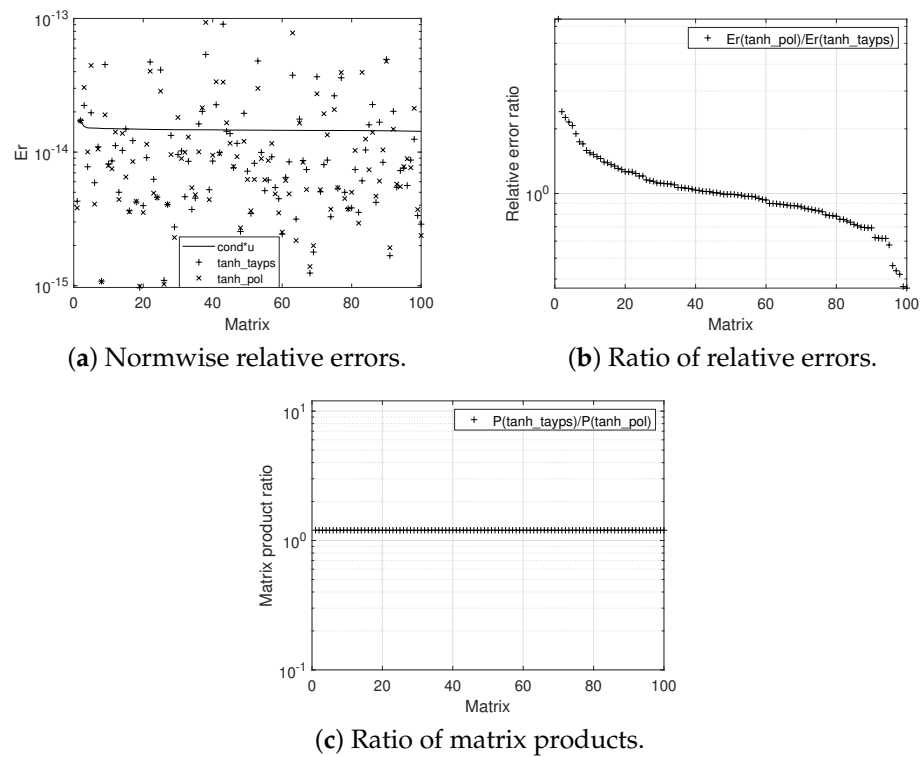 10^-13
10^-14
10^-15
Er
cond*u
tanh_tayps
tanh_pol
0 20 40 60 80 100
Matrix
(a) Normwise relative errors.
Er(tanh_pol)/Er(tanh_tayps)
10^0
Relative error ratio
0 20 40 60 80 100
Matrix
(b) Ratio of relative errors.
10^1
10^0
10^-1
Matrix product ratio
P(tanh_tayps)/P(tanh_pol)
0 20 40 60 80 100
Matrix
(c) Ratio of matrix products.